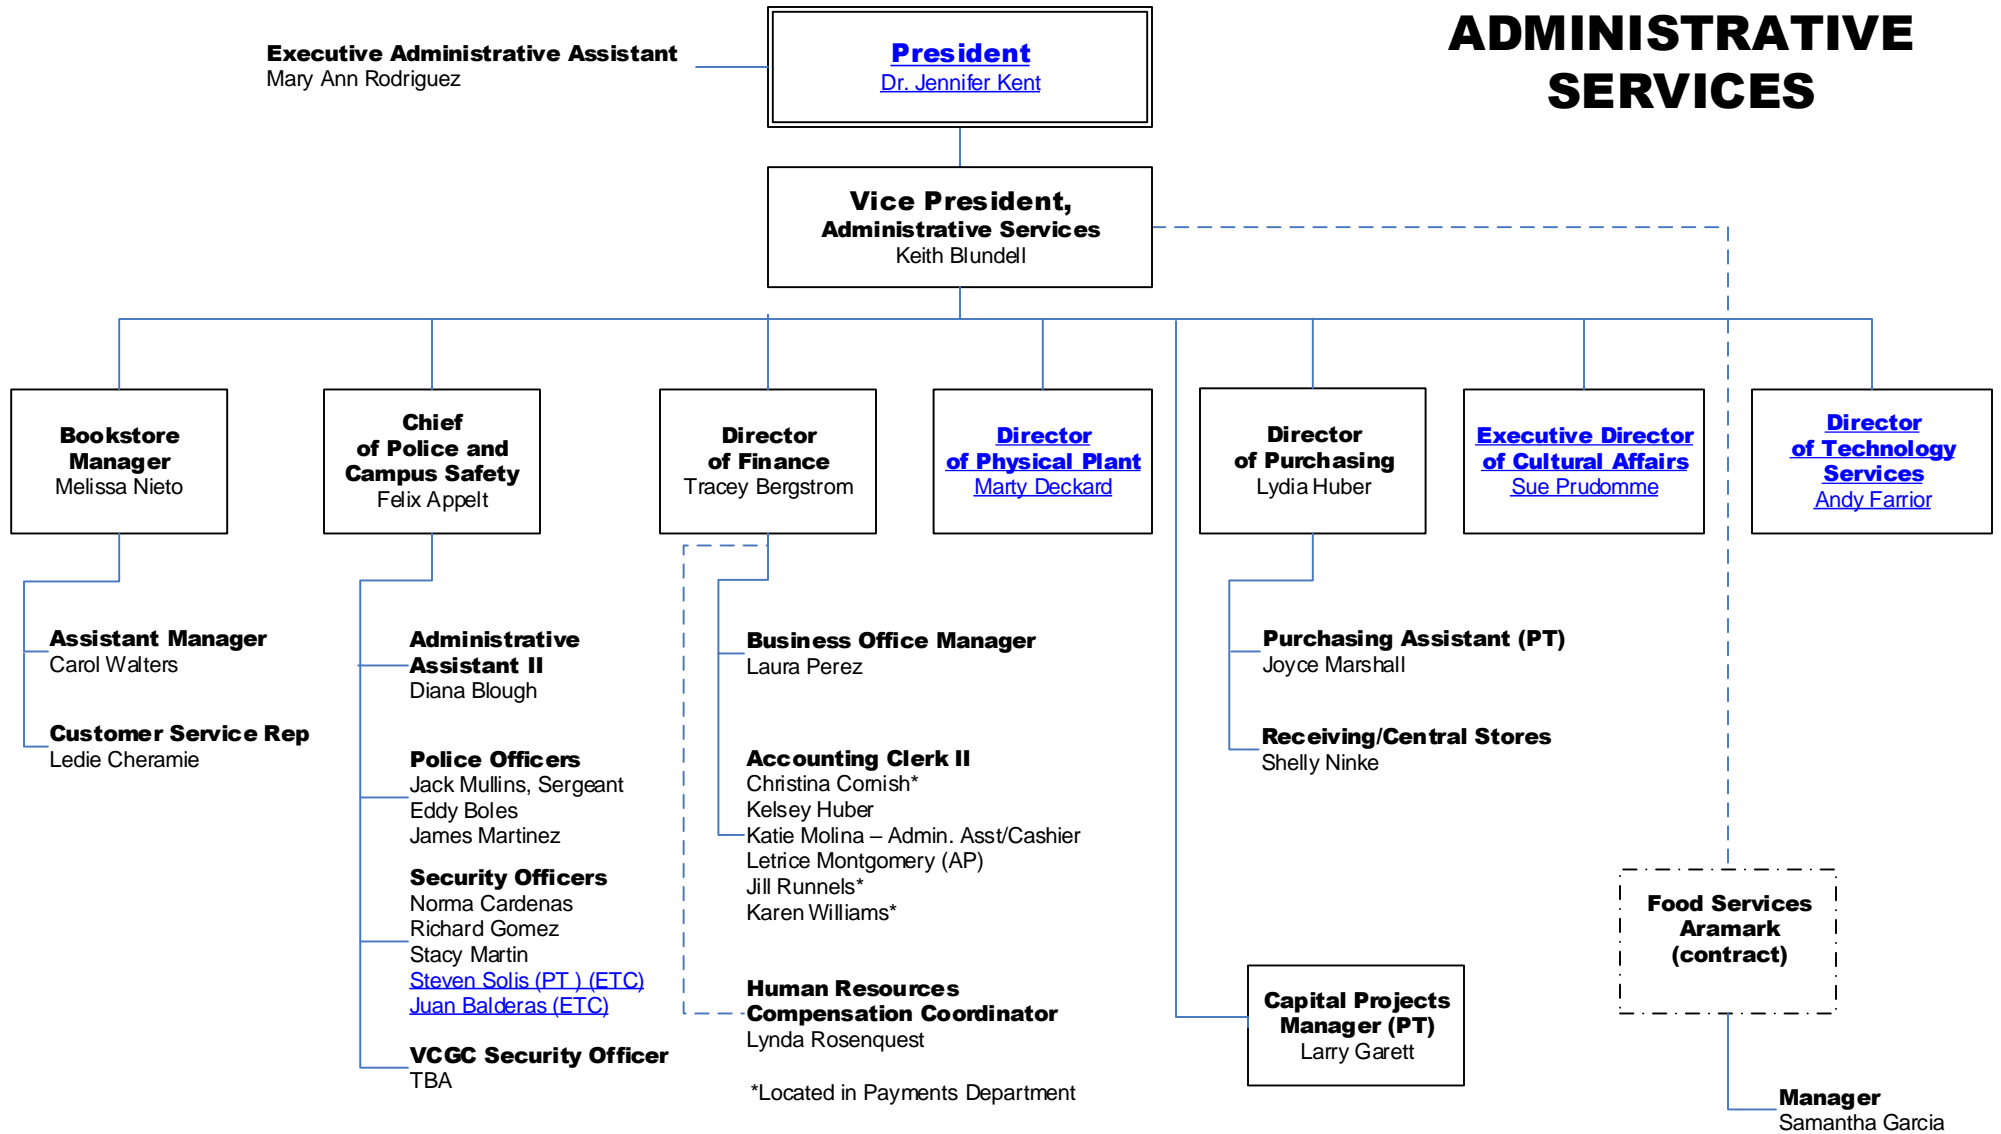 ADMINISTRATIVE
SERVICES
Executive Administrative Assistant
Mary Ann Rodriguez
President
Dr. Jennifer Kent
Vice President,
Administrative Services
Keith Blundell
Bookstore
Manager
Melissa Nieto
Chief
of Police and
Campus Safety
Felix Appelt
Director
of Finance
Tracey Bergstrom
Director
of Physical Plant
Marty Deckard
Director
of Purchasing
Lydia Huber
Executive Director
of Cultural Affairs
Sue Prudomme
Director
of Technology
Services
Andy Farrior
Assistant Manager
Carol Walters
Customer Service Rep
Ledie Cheramie
Administrative
Assistant II
Diana Blough
Police Officers
Jack Mullins, Sergeant
Eddy Boles
James Martinez
Security Officers
Norma Cardenas
Richard Gomez
Stacy Martin
Steven Solis (PT ) (ETC)
Juan Balderas (ETC)
VCGC Security Officer
TBA
Business Office Manager
Laura Perez
Accounting Clerk II
Christina Cornish*
Kelsey Huber
Katie Molina – Admin. Asst/Cashier
Letrice Montgomery (AP)
Jill Runnels*
Karen Williams*
Human Resources
Compensation Coordinator
Lynda Rosenquest
*Located in Payments Department
Purchasing Assistant (PT)
Joyce Marshall
Receiving/Central Stores
Shelly Ninke
Capital Projects
Manager (PT)
Larry Garett
Food Services
Aramark
(contract)
Manager
Samantha Garcia